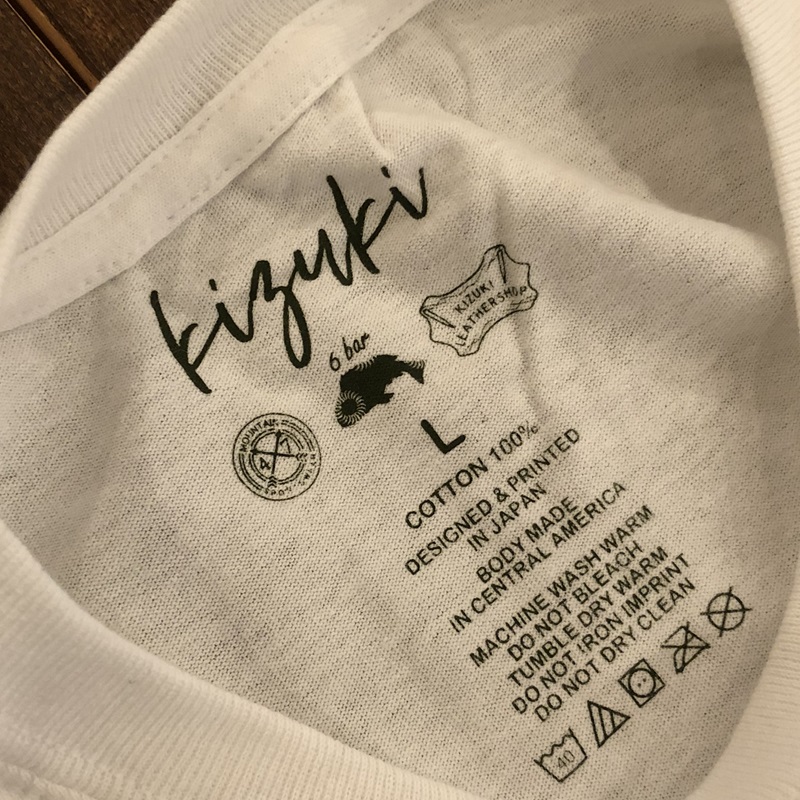 kizuki
KIZUKI
LEATHERSHOP
6 bar
MOUNTAIN
L
COTTON 100%
DESIGNED & PRINTED
IN JAPAN
BODY MADE
IN CENTRAL AMERICA
MACHINE WASH WARM
DO NOT BLEACH
TUMBLE DRY WARM
DO NOT IRON IMPRINT
DO NOT DRY CLEAN
40